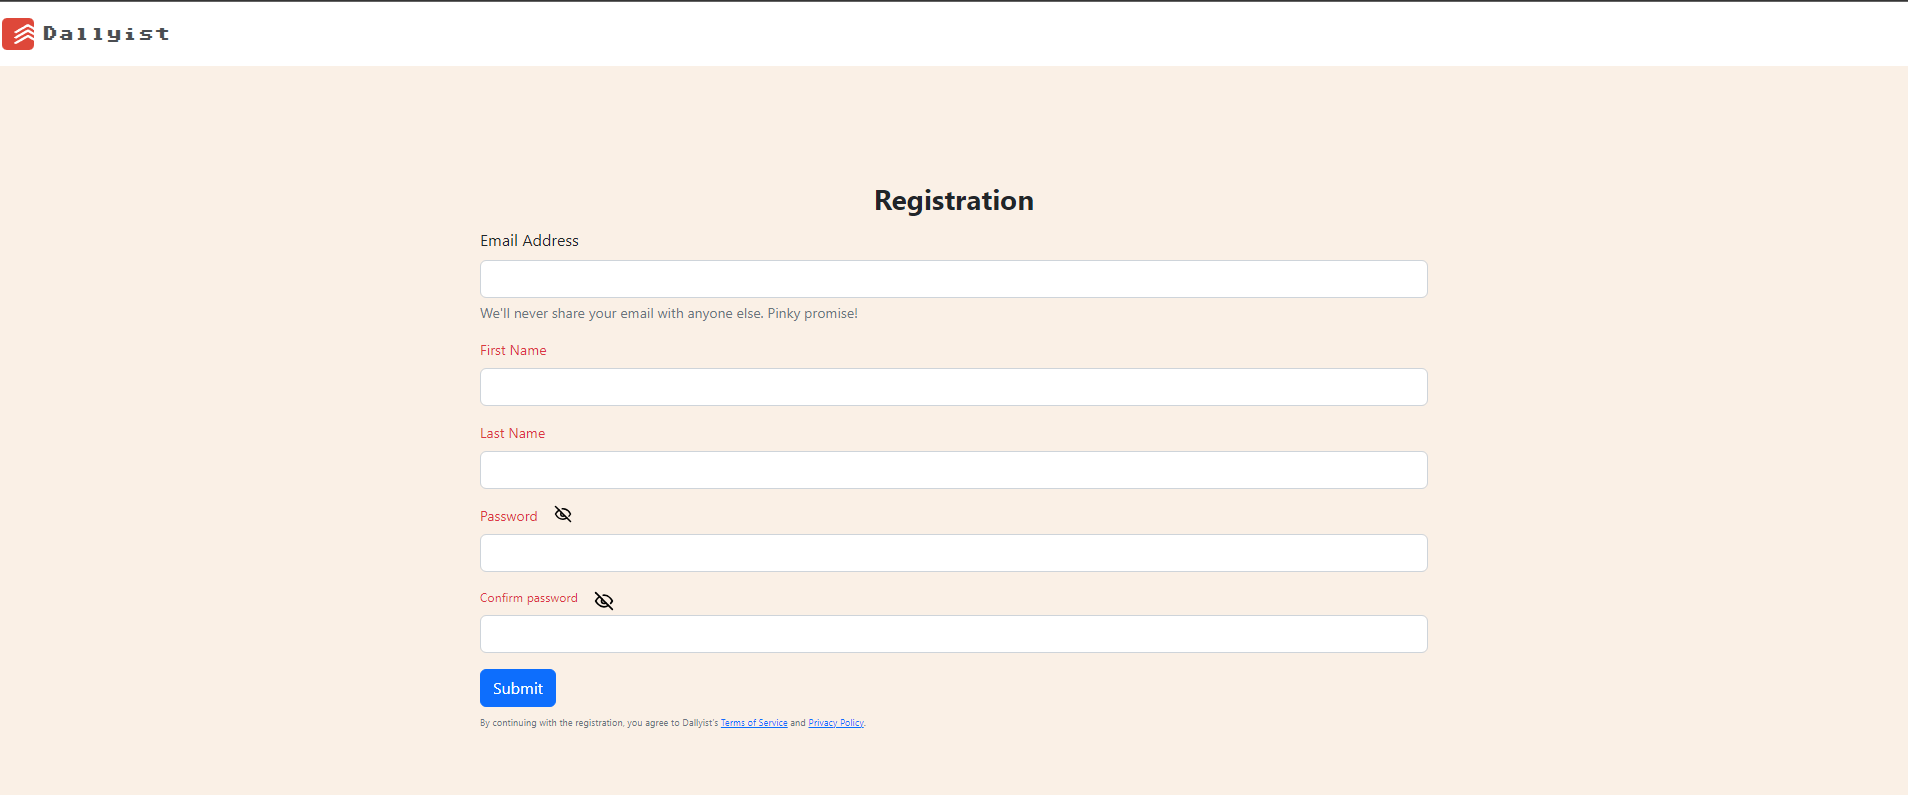 Dallyist
Registration
Email Address
We'll never share your email with anyone else. Pinky promise!
First Name
Last Name
Password
Confirm password
Submit
By continuing with the registration, you agree to Dallyist's Terms of Service and Privacy Policy.